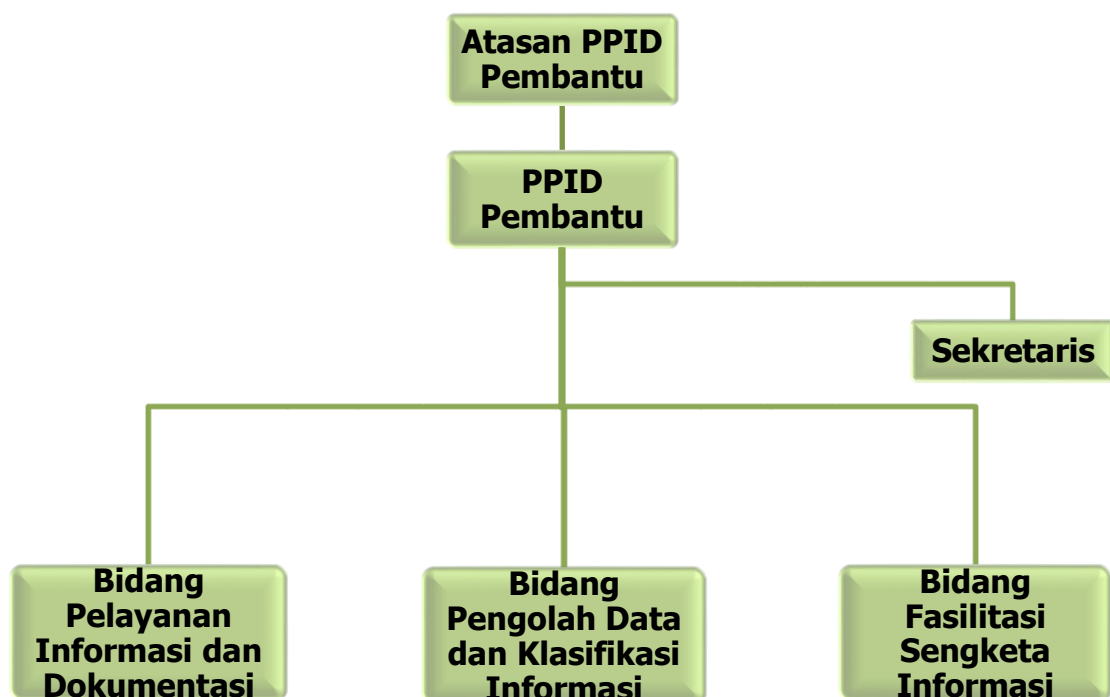 Atasan PPID
Pembantu
PPID
Pembantu
Sekretaris
Bidang
Pelayanan
Informasi dan
Dokumentasi
Bidang
Pengolah Data
dan Klasifikasi
Informasi
Bidang
Fasilitasi
Sengketa
Informasi